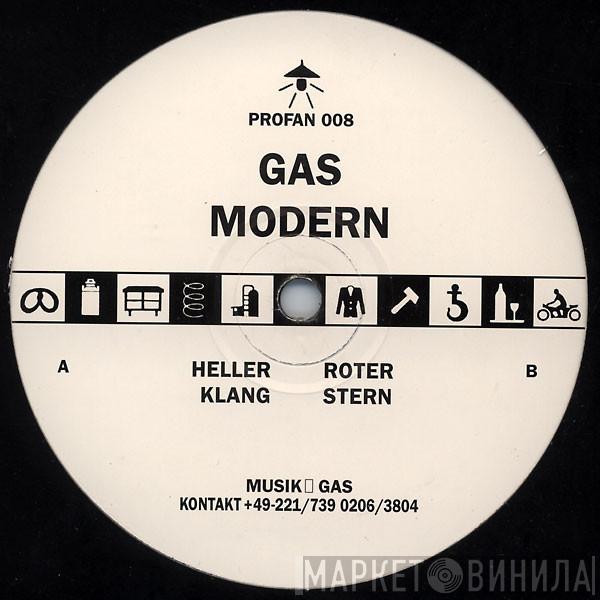 PROFAN 008
GAS
MODERN
A
HELLER
KLANG
ROTER
STERN
B
MUSIK▯ GAS
KONTAKT +49-221/739 0206/3804
МАРКЕТ ВИНИЛА